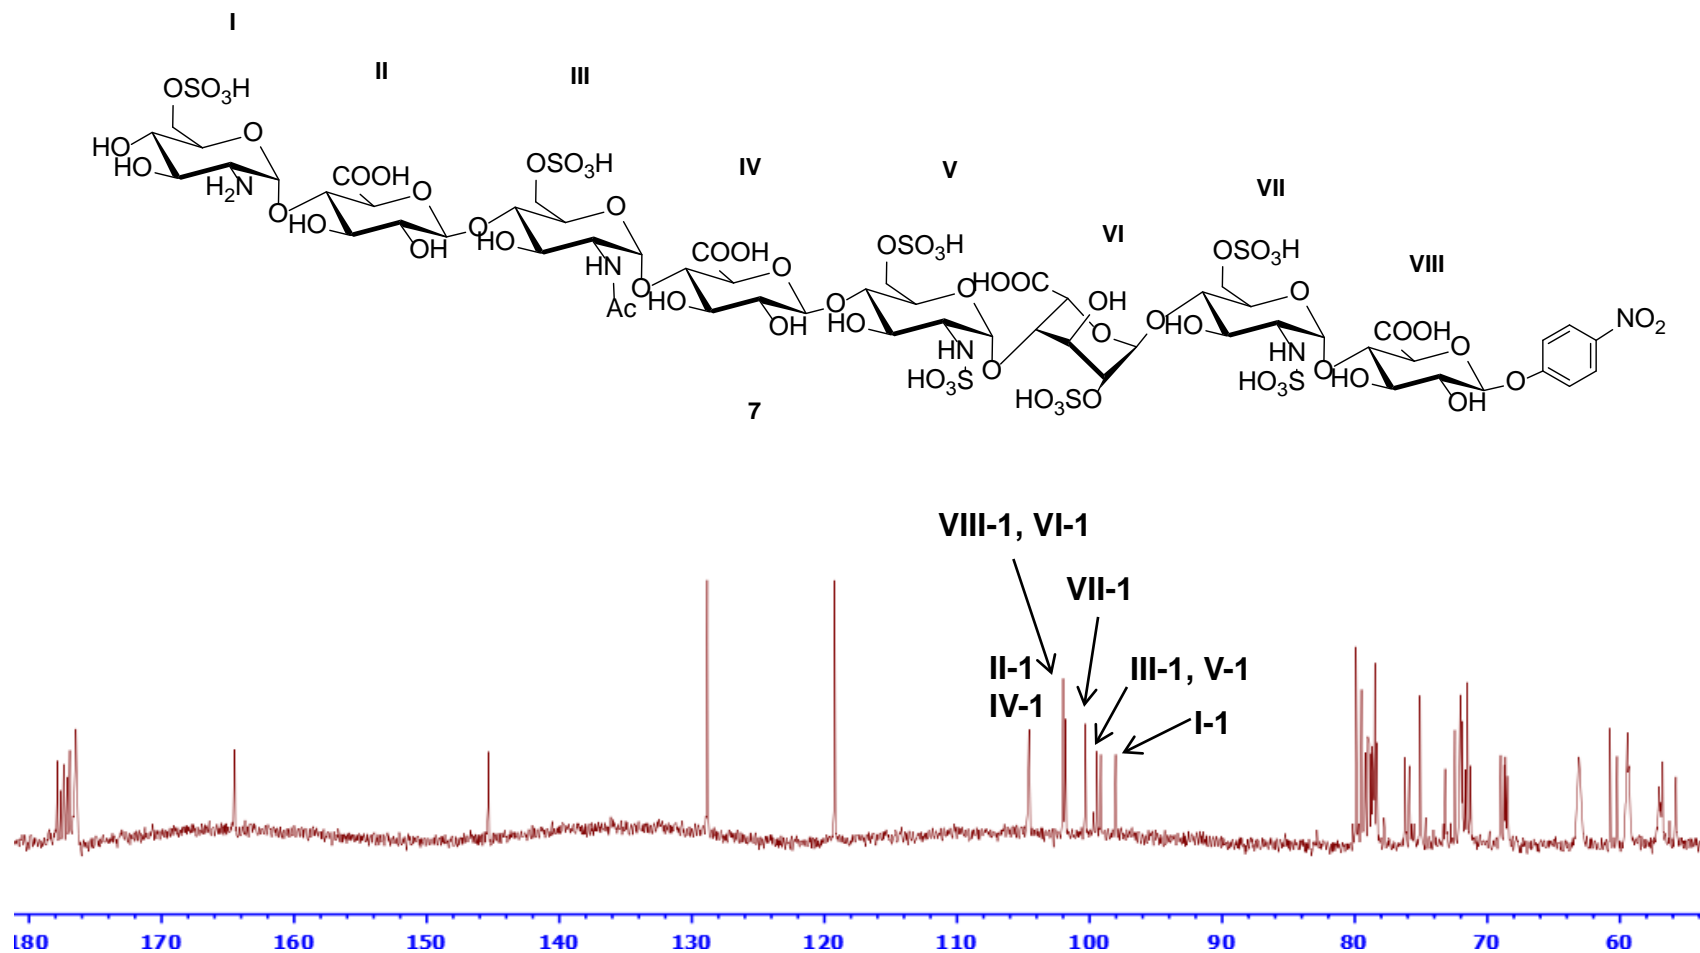 I
II
III
IV
V
VI
VII
VIII
OSO3H
HO
HO
O
H2N
O
COOH
O
HO
OH
O
OSO3H
O
HO
HN
Ac
O
COOH
O
HO
OH
O
OSO3H
O
HO
HN
HO3S
O
HOOC
OH
O
HO3SO
O
OSO3H
O
HO
HN
HO3S
O
COOH
O
HO
OH
O
NO2
7
VIII-1, VI-1
VII-1
II-1
IV-1
III-1, V-1
I-1
180 170 160 150 140 130 120 110 100 90 80 70 60